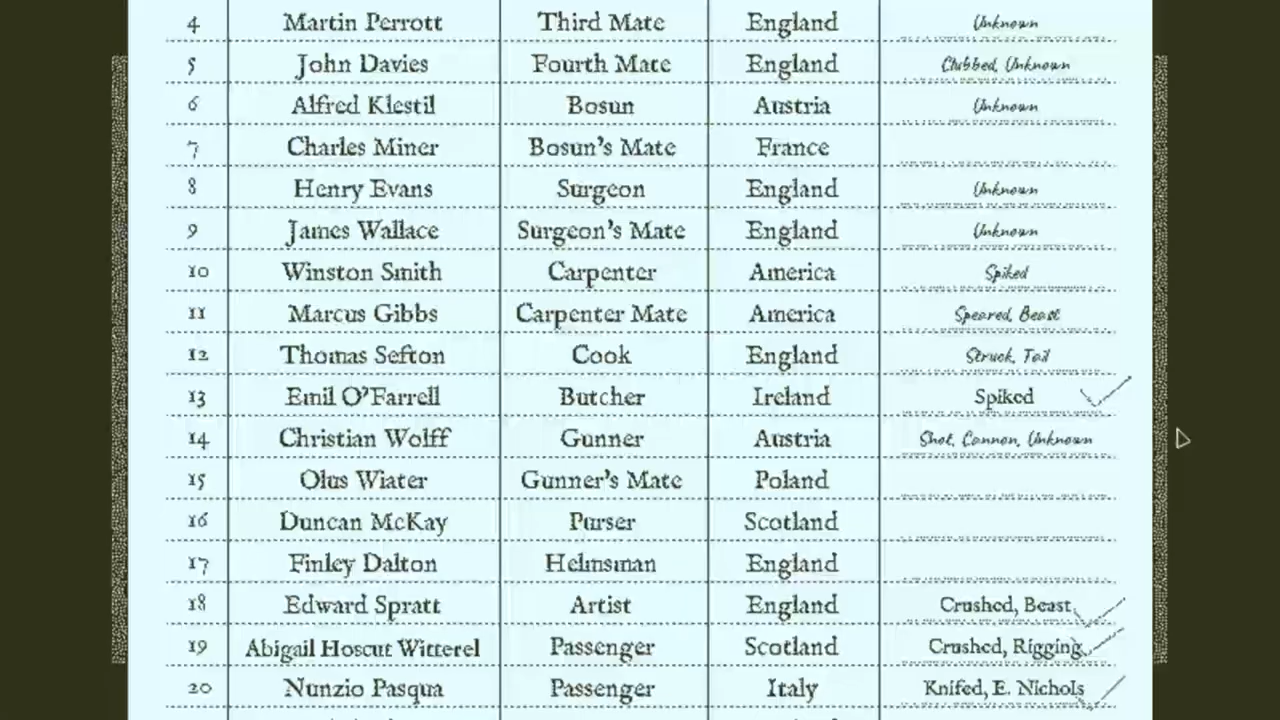 4 Martin Perrott Third Mate England Unknown
5 John Davies Fourth Mate England Clubbed, Unknown
6 Alfred Klestil Bosun Austria Unknown
7 Charles Miner Bosun's Mate France
8 Henry Evans Surgeon England Unknown
9 James Wallace Surgeon's Mate England Unknown
10 Winston Smith Carpenter America Spiked
11 Marcus Gibbs Carpenter Mate America Speared, Beast
12 Thomas Sefton Cook England Struck, Tail
13 Emil O'Farrell Butcher Ireland Spiked
14 Christian Wolff Gunner Austria Shot, Cannon, Unknown
15 Olus Wiater Gunner's Mate Poland
16 Duncan McKay Purser Scotland
17 Finley Dalton Helmsman England
18 Edward Spratt Artist England Crushed, Beast
19 Abigail Hoscut Witterel Passenger Scotland Crushed, Rigging
20 Nunzio Pasqua Passenger Italy Knifed, E. Nichols